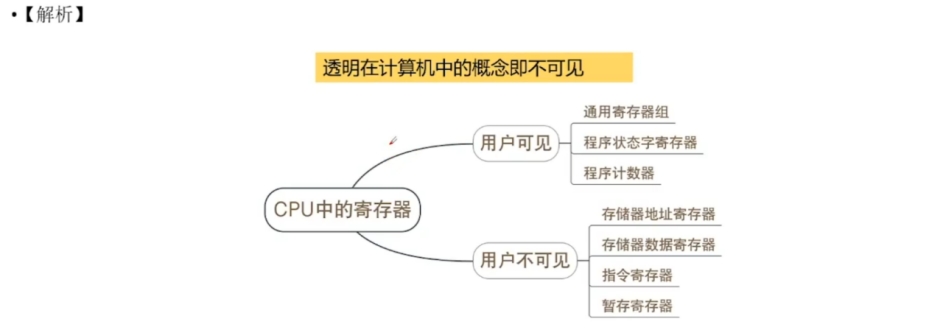 •【解析】
透明在计算机中的概念即不可见
CPU中的寄存器
用户可见
通用寄存器组
程序状态字寄存器
程序计数器
用户不可见
存储器地址寄存器
存储器数据寄存器
指令寄存器
暂存寄存器